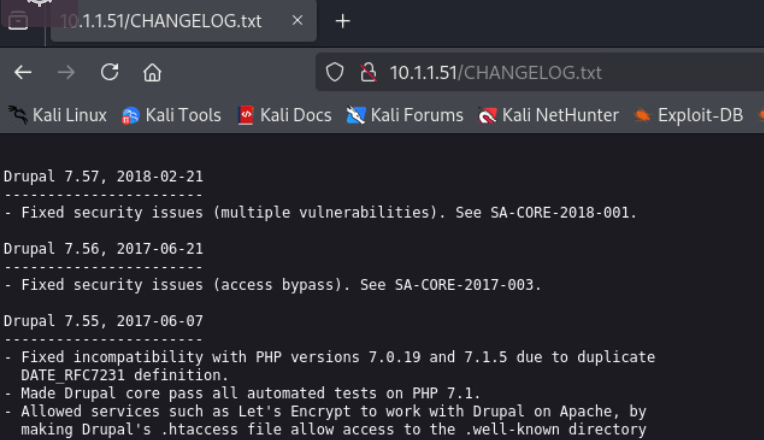 10.1.1.51/CHANGELOG.txt
10.1.1.51/CHANGELOG.txt
Kali Linux Kali Tools Kali Docs Kali Forums Kali NetHunter Exploit-DB
Drupal 7.57, 2018-02-21
-----------------------
- Fixed security issues (multiple vulnerabilities). See SA-CORE-2018-001.
Drupal 7.56, 2017-06-21
-----------------------
- Fixed security issues (access bypass). See SA-CORE-2017-003.
Drupal 7.55, 2017-06-07
-----------------------
- Fixed incompatibility with PHP versions 7.0.19 and 7.1.5 due to duplicate
DATE_RFC7231 definition.
- Made Drupal core pass all automated tests on PHP 7.1.
- Allowed services such as Let's Encrypt to work with Drupal on Apache, by
making Drupal's .htaccess file allow access to the .well-known directory